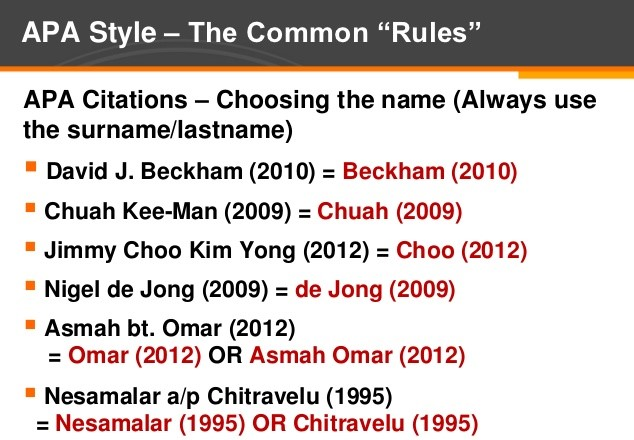 APA Style – The Common “Rules”
APA Citations – Choosing the name (Always use
the surname/lastname)
David J. Beckham (2010) = Beckham (2010)
Chuah Kee-Man (2009) = Chuah (2009)
Jimmy Choo Kim Yong (2012) = Choo (2012)
Nigel de Jong (2009) = de Jong (2009)
Asmah bt. Omar (2012)
= Omar (2012) OR Asmah Omar (2012)
Nesamalar a/p Chitravelu (1995)
= Nesamalar (1995) OR Chitravelu (1995)